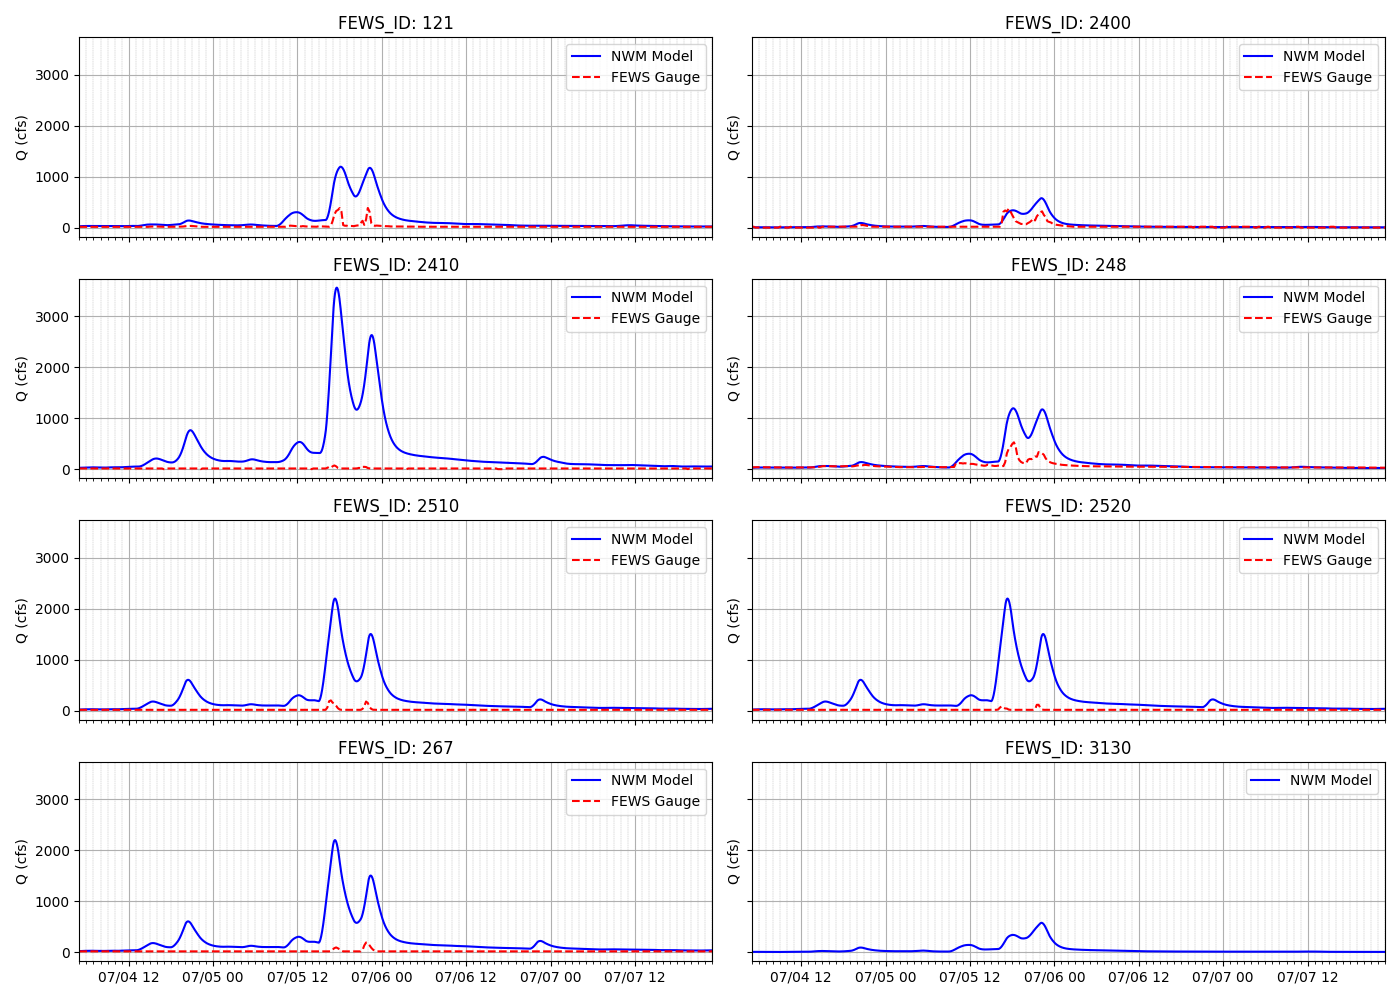 FEWS_ID: 121
NWM Model
FEWS Gauge
Q (cfs)
3000
2000
1000
0
FEWS_ID: 2400
NWM Model
FEWS Gauge
Q (cfs)
FEWS_ID: 2410
NWM Model
FEWS Gauge
Q (cfs)
3000
2000
1000
0
FEWS_ID: 248
NWM Model
FEWS Gauge
Q (cfs)
FEWS_ID: 2510
NWM Model
FEWS Gauge
Q (cfs)
3000
2000
1000
0
FEWS_ID: 2520
NWM Model
FEWS Gauge
Q (cfs)
FEWS_ID: 267
NWM Model
FEWS Gauge
Q (cfs)
3000
2000
1000
0
07/04 12 07/05 00 07/05 12 07/06 00 07/06 12 07/07 00 07/07 12
FEWS_ID: 3130
NWM Model
Q (cfs)
07/04 12 07/05 00 07/05 12 07/06 00 07/06 12 07/07 00 07/07 12